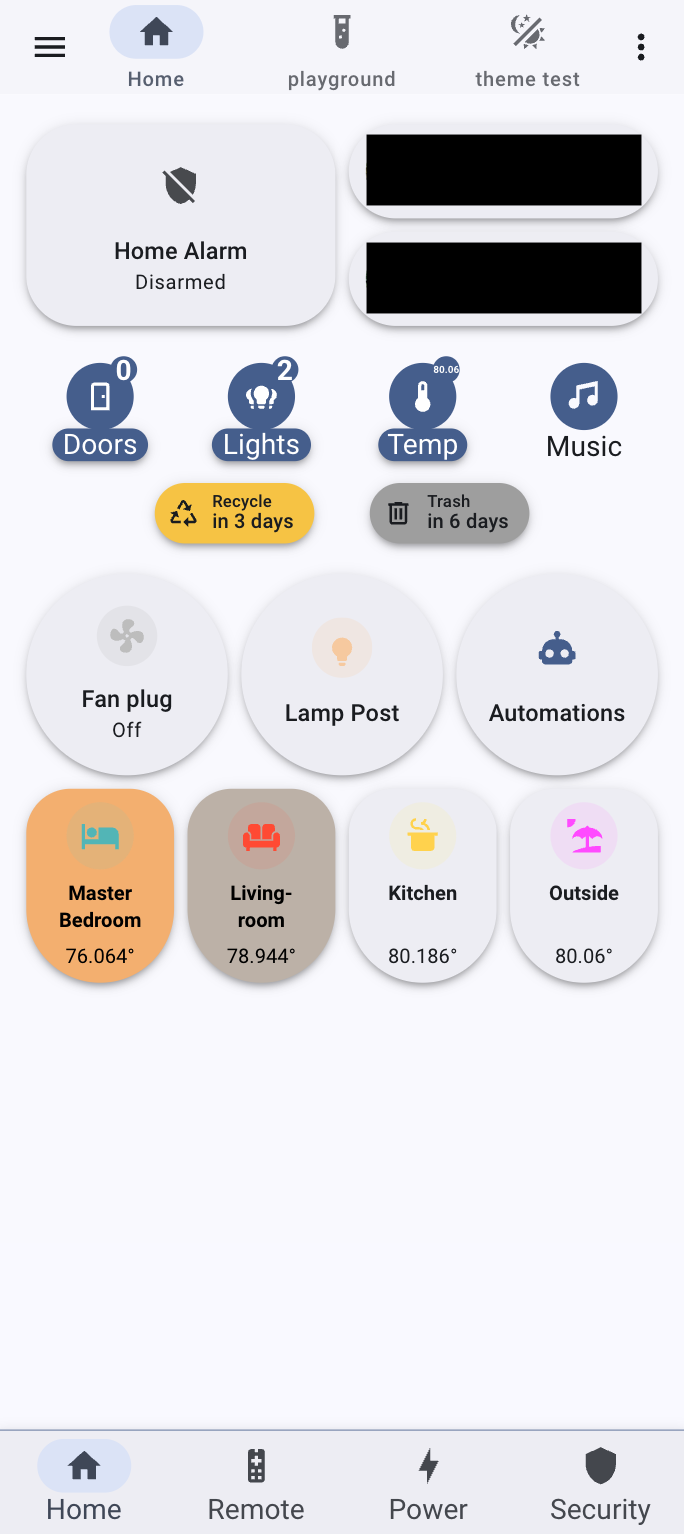 Home
playground
theme test
Home Alarm
Disarmed
0
2
80.06
Doors
Lights
Temp
Music
Recycle
in 3 days
Trash
in 6 days
Fan plug
Off
Lamp Post
Automations
Master
Bedroom
76.064°
Living-
room
78.944°
Kitchen
80.186°
Outside
80.06°
Home
Remote
Power
Security